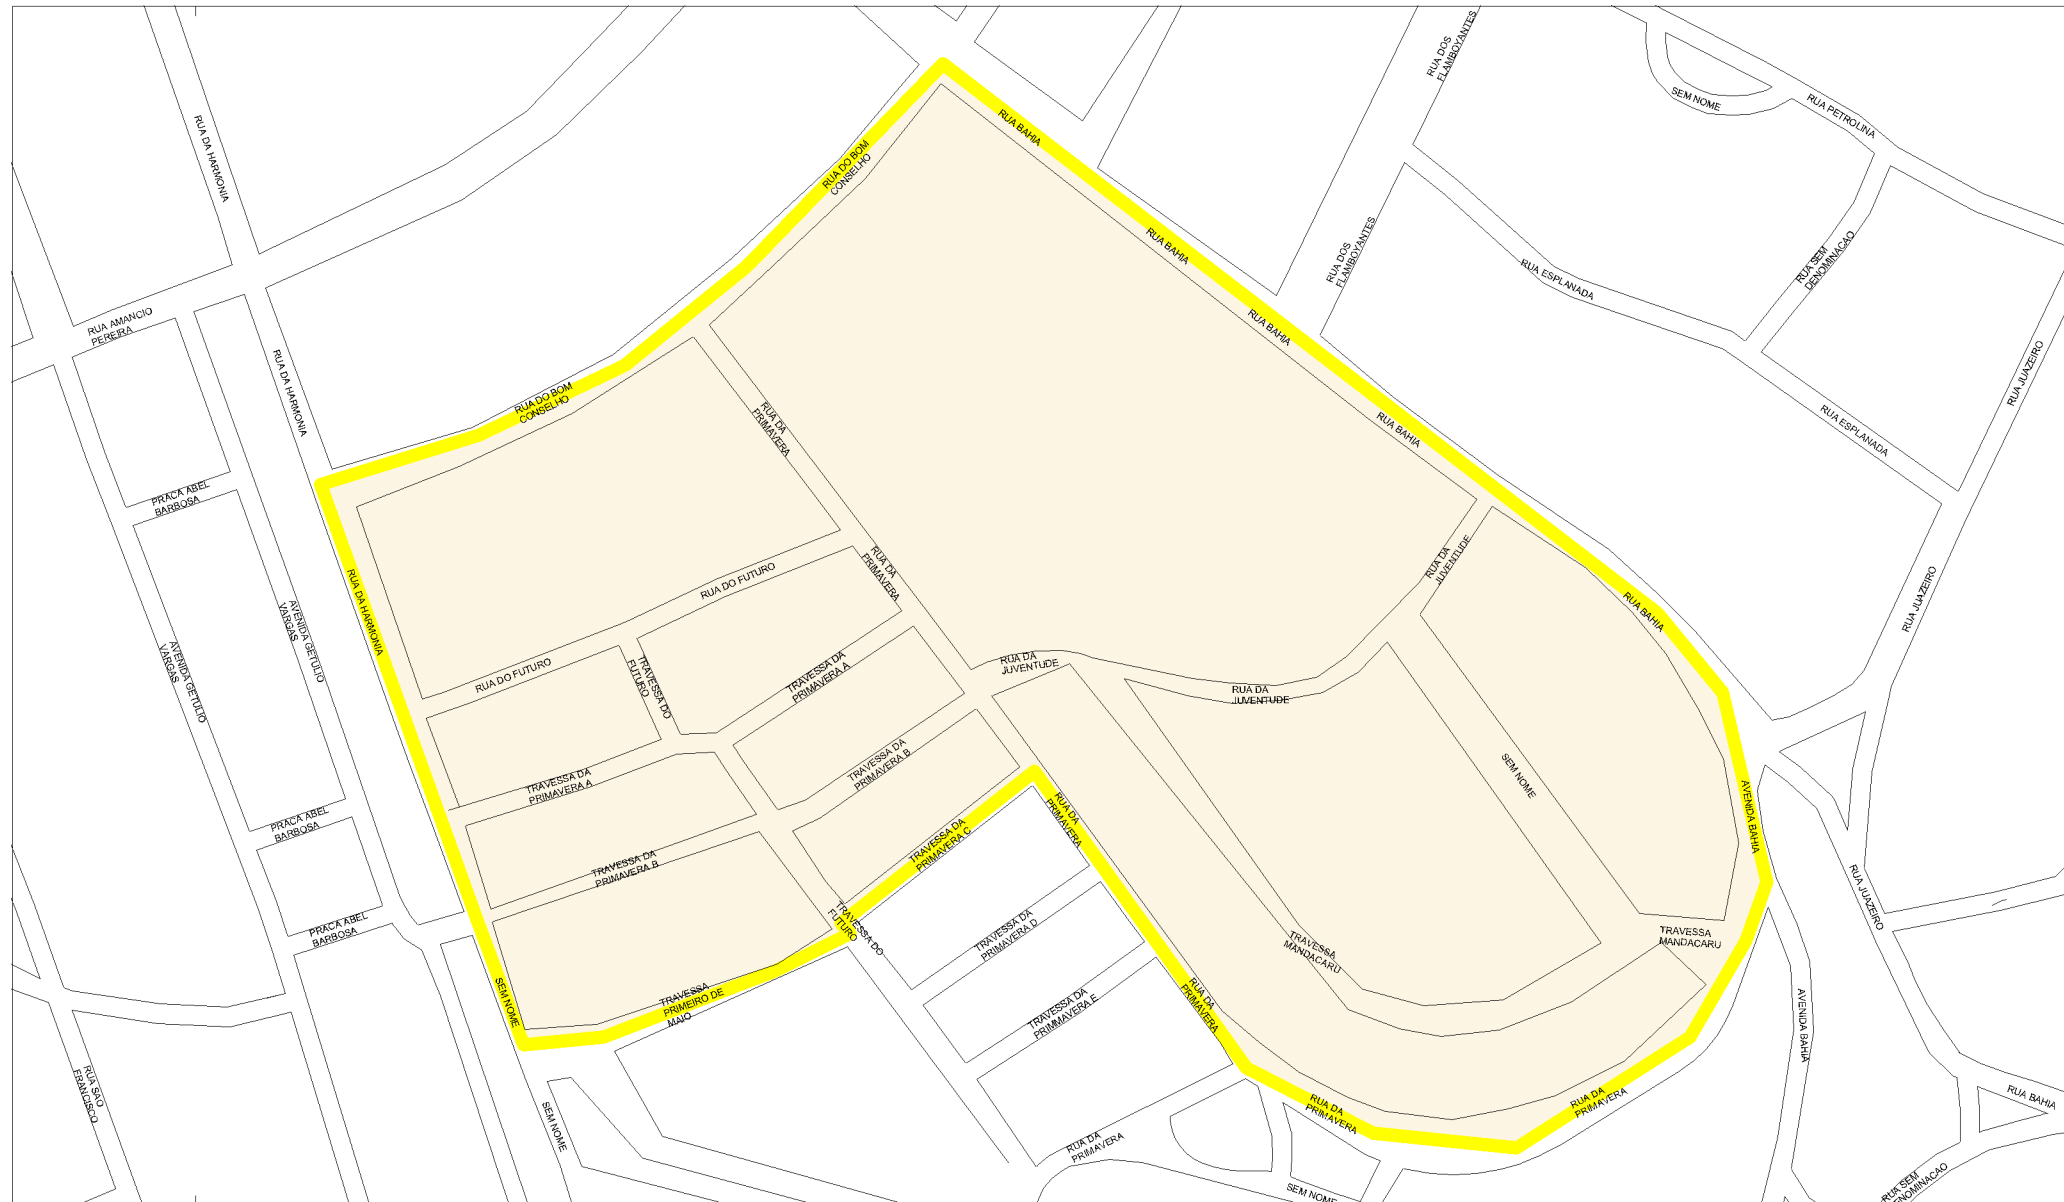 RUA DOS
FLAMBOYANTES
SEM NOME
RUA PETROLINA
RUA BAHIA
RUA DA HARMONIA
RUA DO BOM
CONSELHO
RUA BAHIA
RUA DOS
FLAMBOYANTES
RUA SEM
DENOMINACAO
RUA ESPLANADA
RUA AMANCIO
PEREIRA
RUA BAHIA
RUA JUAZEIRO
RUA DA HARMONIA
RUA DO BOM
CONSELHO
RUA DA
PRIMAVERA
RUA BAHIA
RUA ESPLANADA
PRACA ABEL
BARBOSA
RUA DA
PRIMAVERA
RUA DA
JUVENTUDE
RUA DA HARMONIA
RUA DO FUTURO
RUA BAHIA
RUA JUAZEIRO
AVENIDA GETULIO
VARGAS
AVENIDA GETULIO
VARGAS
RUA DO FUTURO
TRAVESSA DO
FUTURO
TRAVESSA DA
PRIMAVERA A
RUA DA
JUVENTUDE
RUA DA
JUVENTUDE
TRAVESSA DA
PRIMAVERA B
SEM NOME
TRAVESSA DA
PRIMAVERA A
PRACA ABEL
BARBOSA
TRAVESSA DA
PRIMAVERA C
RUA DA
PRIMAVERA
AVENIDA BAHIA
TRAVESSA DA
PRIMAVERA B
RUA JUAZEIRO
PRACA ABEL
BARBOSA
TRAVESSA DO
FUTURO
TRAVESSA DA
PRIMAVERA D
TRAVESSA
MANDACARU
TRAVESSA
MANDACARU
SEM NOME
TRAVESSA
PRIMEIRO DE
MAIO
TRAVESSA DA
PRIMMAVERA E
RUA DA
PRIMAVERA
AVENIDA BAHIA
RUA SAO
FRANCISCO
SEM NOME
RUA DA
PRIMAVERA
RUA DA
PRIMAVERA
RUA DA
PRIMAVERA
RUA BAHIA
SEM NOME
RUA SEM